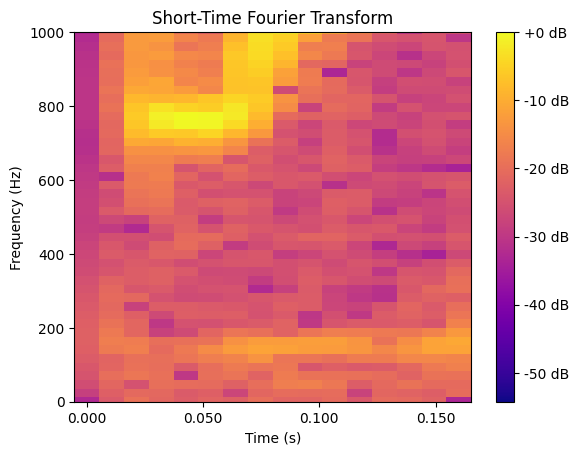 Short-Time Fourier Transform
Frequency (Hz)
1000
800
600
400
200
0
0.000 0.050 0.100 0.150
Time (s)
+0 dB
-10 dB
-20 dB
-30 dB
-40 dB
-50 dB